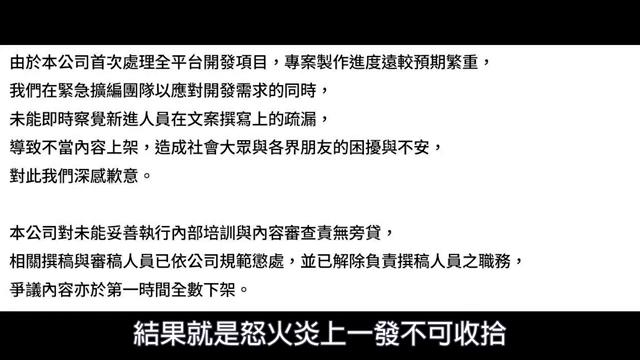 由於本公司首次處理全平台開發項目，專案製作進度遠較預期繁重，
我們在緊急擴編團隊以應對開發需求的同時，
未能即時察覺新進人員在文案撰寫上的疏漏，
導致不當內容上架，造成社會大眾與各界朋友的困擾與不安，
對此我們深感歉意。
本公司對未能妥善執行內部培訓與內容審查責無旁貸，
相關撰稿與審稿人員已依公司規範懲處，並已解除負責撰稿人員之職務，
爭議內容亦於第一時間全數下架。
結果就是怒火炎上一發不可收拾